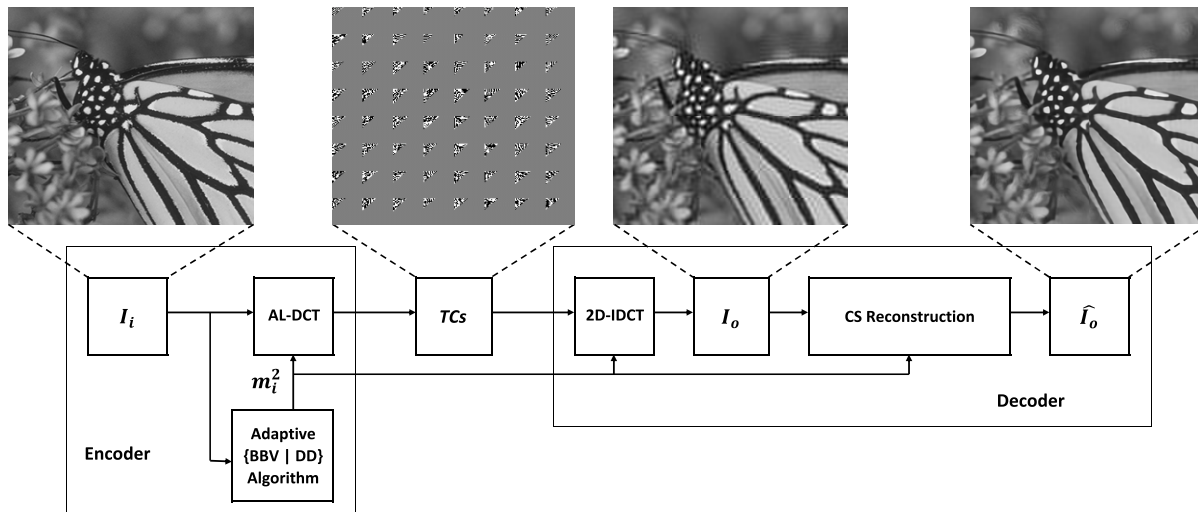 I_i
AL-DCT
TCs
2D-IDCT
I_o
CS Reconstruction
Î_o
m_i^2
Decoder
Encoder
Adaptive
{BBV | DD}
Algorithm